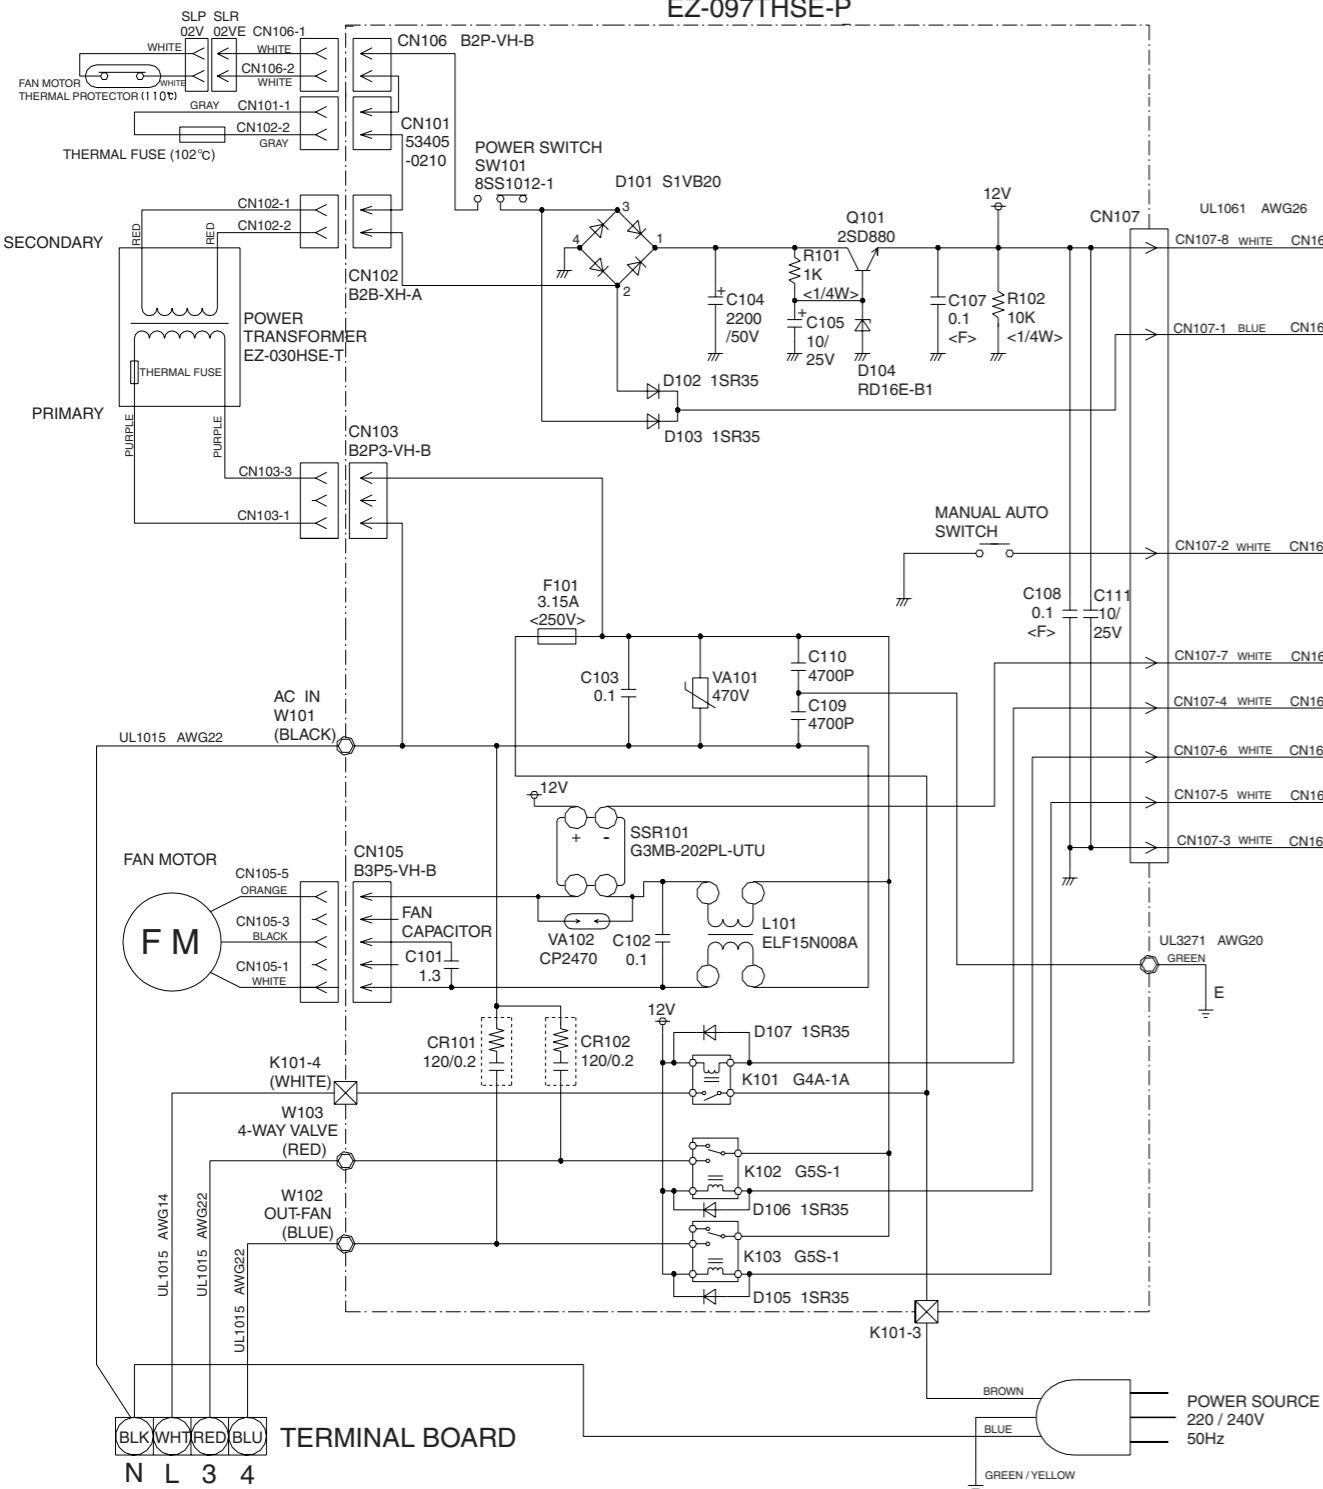 EZ-097THSE-P
SLP
02V
SLR
02VE
CN106-1
WHITE
WHITE
CN106-2
WHITE
WHITE
FAN MOTOR
THERMAL PROTECTOR (110℃)
CN106 B2P-VH-B
GRAY
CN101-1
CN102-2
GRAY
THERMAL FUSE (102°C)
CN101
53405
-0210
POWER SWITCH
SW101
8SS1012-1
D101 S1VB20
3
4
1
2
Q101
2SD880
12V
CN107
UL1061 AWG26
CN107-8 WHITE CN16
CN102-1
CN102-2
RED
RED
SECONDARY
CN102
B2B-XH-A
R101
1K
<1/4W>
C104
2200
/50V
+
+
C105
10/
25V
D104
RD16E-B1
C107
0.1
<F>
R102
10K
<1/4W>
CN107-1 BLUE CN16
POWER
TRANSFORMER
EZ-030HSE-T
THERMAL FUSE
PRIMARY
PURPLE
PURPLE
D102 1SR35
D103 1SR35
CN103
B2P3-VH-B
CN103-3
CN103-1
MANUAL AUTO
SWITCH
CN107-2 WHITE CN16
F101
3.15A
<250V>
C108
0.1
<F>
C111
10/
25V
C103
0.1
VA101
470V
C110
4700P
C109
4700P
CN107-7 WHITE CN16
CN107-4 WHITE CN16
CN107-6 WHITE CN16
CN107-5 WHITE CN16
CN107-3 WHITE CN16
AC IN
W101
(BLACK)
UL1015 AWG22
12V
+ -
SSR101
G3MB-202PL-UTU
FAN MOTOR
FM
CN105
B3P5-VH-B
CN105-5
ORANGE
CN105-3
BLACK
CN105-1
WHITE
FAN
CAPACITOR
C101
1.3
VA102
CP2470
C102
0.1
L101
ELF15N008A
UL3271 AWG20
GREEN
E
12V
CR101
120/0.2
CR102
120/0.2
D107 1SR35
K101 G4A-1A
K101-4
(WHITE)
W103
4-WAY VALVE
(RED)
K102 G5S-1
D106 1SR35
W102
OUT-FAN
(BLUE)
K103 G5S-1
D105 1SR35
UL1015 AWG14
UL1015 AWG22
UL1015 AWG22
K101-3
BROWN
BLUE
GREEN / YELLOW
POWER SOURCE
220 / 240V
50Hz
BLK WHT RED BLU
TERMINAL BOARD
N L 3 4